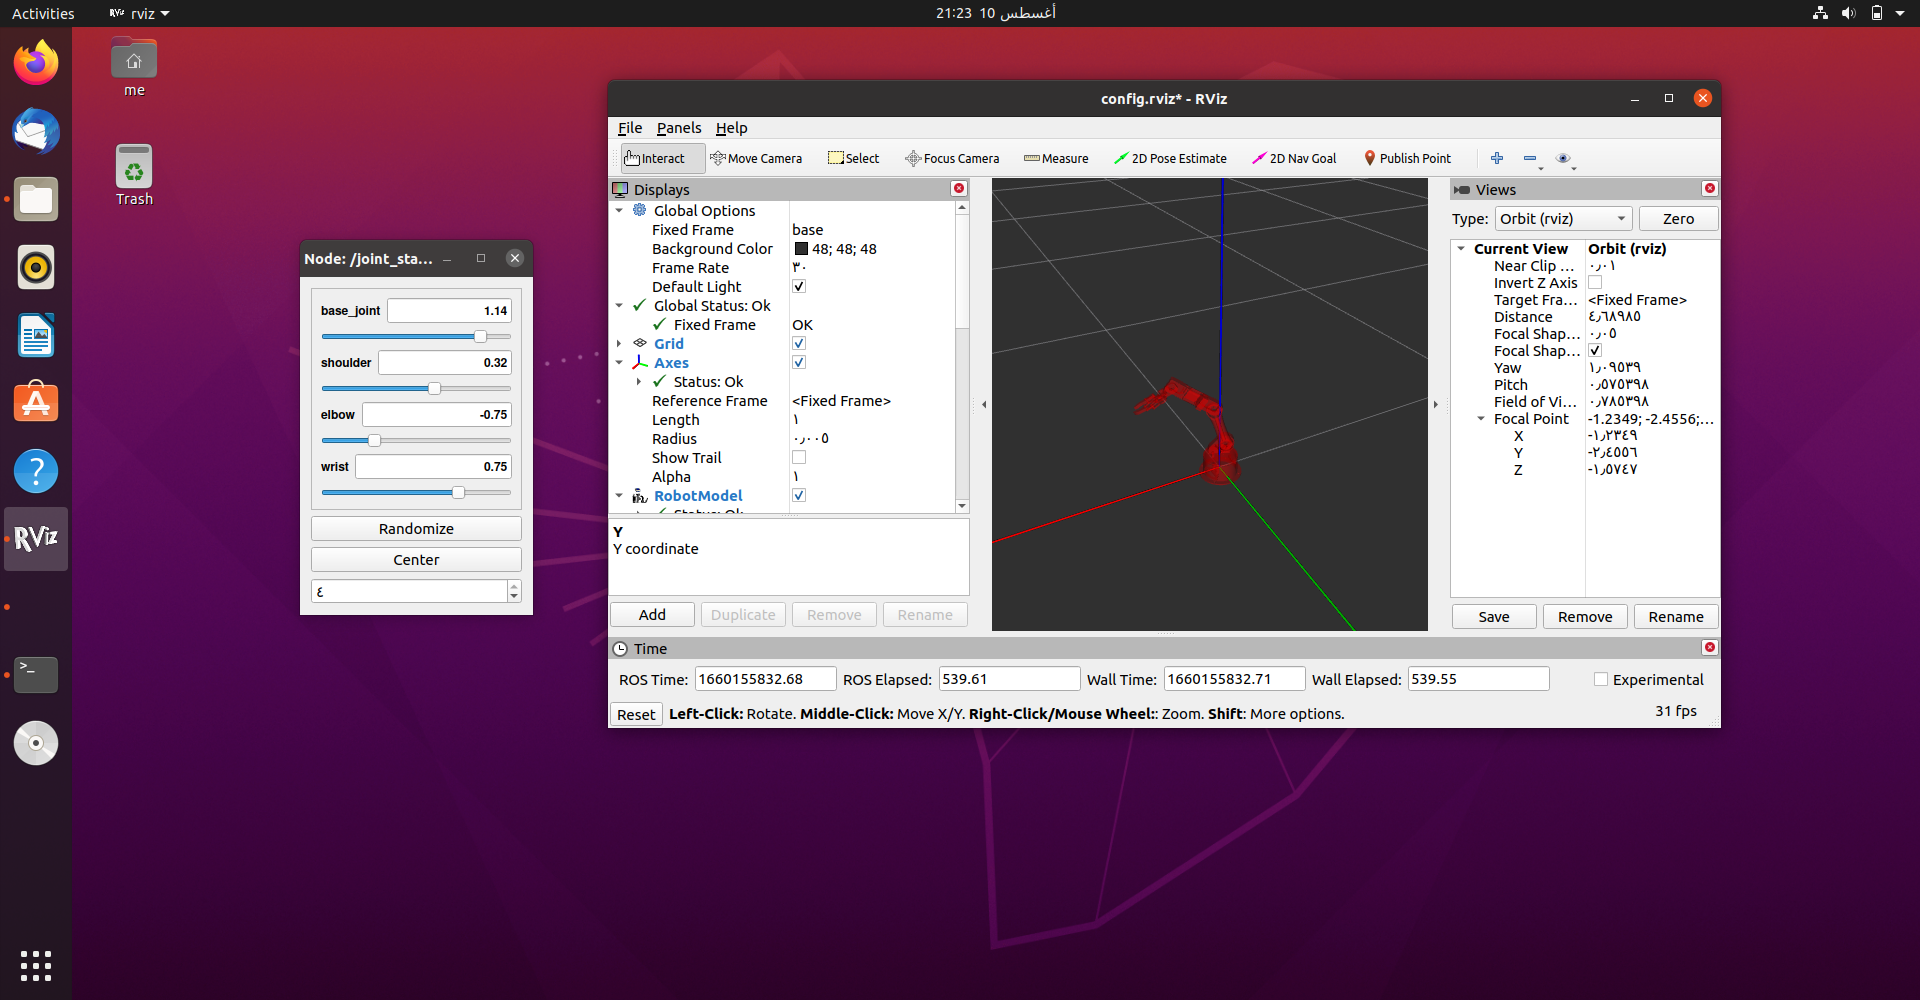 Activities
RViz rviz
21:23 10 أغسطس
me
Trash
Node: /joint_sta...
base_joint 1.14
shoulder 0.32
elbow -0.75
wrist 0.75
Randomize
Center
٤
RViz
config.rviz* - RViz
File Panels Help
Interact Move Camera Select Focus Camera Measure 2D Pose Estimate 2D Nav Goal Publish Point
Displays
Global Options
Fixed Frame base
Background Color 48; 48; 48
Frame Rate ٣٠
Default Light
Global Status: Ok
Fixed Frame OK
Grid
Axes
Status: Ok
Reference Frame <Fixed Frame>
Length ١
Radius ٠٫٠٠٥
Show Trail
Alpha ١
RobotModel
Status: Ok
Y
Y coordinate
Add Duplicate Remove Rename
Views
Type: Orbit (rviz) Zero
Current View Orbit (rviz)
Near Clip ... ٠٫٠١
Invert Z Axis
Target Fra... <Fixed Frame>
Distance ٤٫٦٨٩٨٥
Focal Shap... ٠٫٠٥
Focal Shap...
Yaw ١٫٠٩٥٣٩
Pitch ٠٫٥٧٥٣٩٨
Field of Vi... ٠٫٧٨٥٣٩٨
Focal Point -1.2349; -2.4556;...
X -١٫٢٣٤٩
Y -٢٫٤٥٥٦
Z -١٫٥٧٤٧
Save Remove Rename
Time
ROS Time: 1660155832.68 ROS Elapsed: 539.61 Wall Time: 1660155832.71 Wall Elapsed: 539.55 Experimental
Reset Left-Click: Rotate. Middle-Click: Move X/Y. Right-Click/Mouse Wheel:: Zoom. Shift: More options. 31 fps